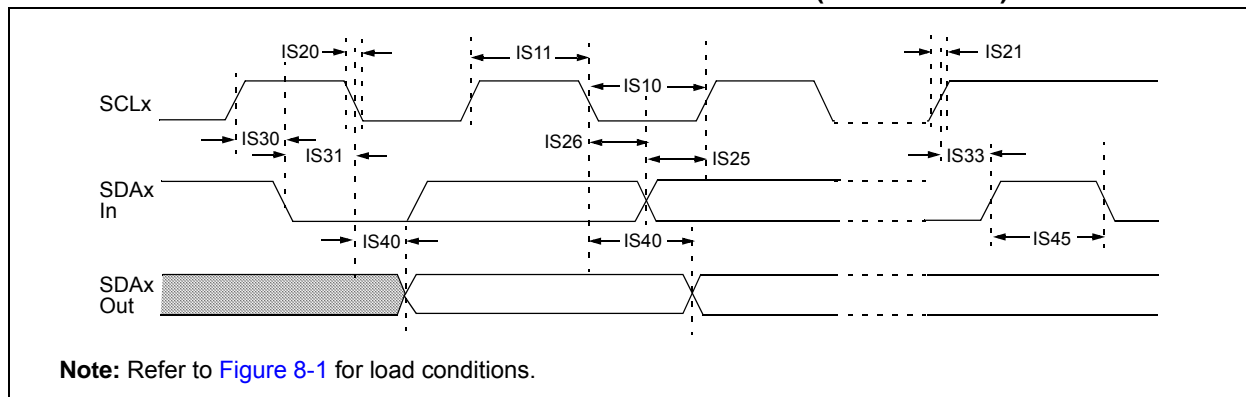 IS20
IS11
IS21
IS10
SCLx
IS30
IS26
IS31
IS25
IS33
SDAx
In
IS40
IS40
IS45
SDAx
Out
Note: Refer to Figure 8-1 for load conditions.